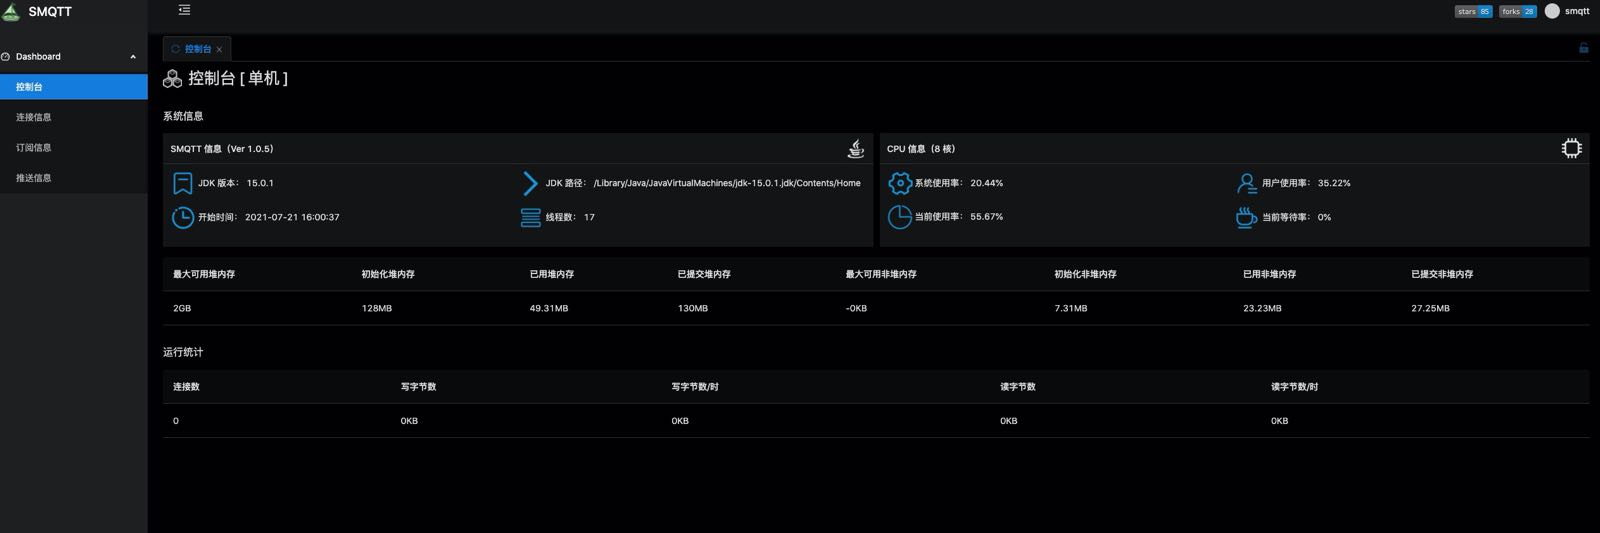 SMQTT
stars 85
forks 28
smqtt
Dashboard
控制台
连接信息
订阅信息
推送信息
控制台
控制台 [ 单机 ]
系统信息
SMQTT 信息（Ver 1.0.5）
JDK 版本： 15.0.1
JDK 路径： /Library/Java/JavaVirtualMachines/jdk-15.0.1.jdk/Contents/Home
开始时间： 2021-07-21 16:00:37
线程数： 17
CPU 信息（8 核）
系统使用率： 20.44%
用户使用率： 35.22%
当前使用率： 55.67%
当前等待率： 0%
最大可用堆内存 初始化堆内存 已用堆内存 已提交堆内存 最大可用非堆内存 初始化非堆内存 已用非堆内存 已提交非堆内存
2GB 128MB 49.31MB 130MB -0KB 7.31MB 23.23MB 27.25MB
运行统计
连接数 写字节数 写字节数/时 读字节数 读字节数/时
0 0KB 0KB 0KB 0KB